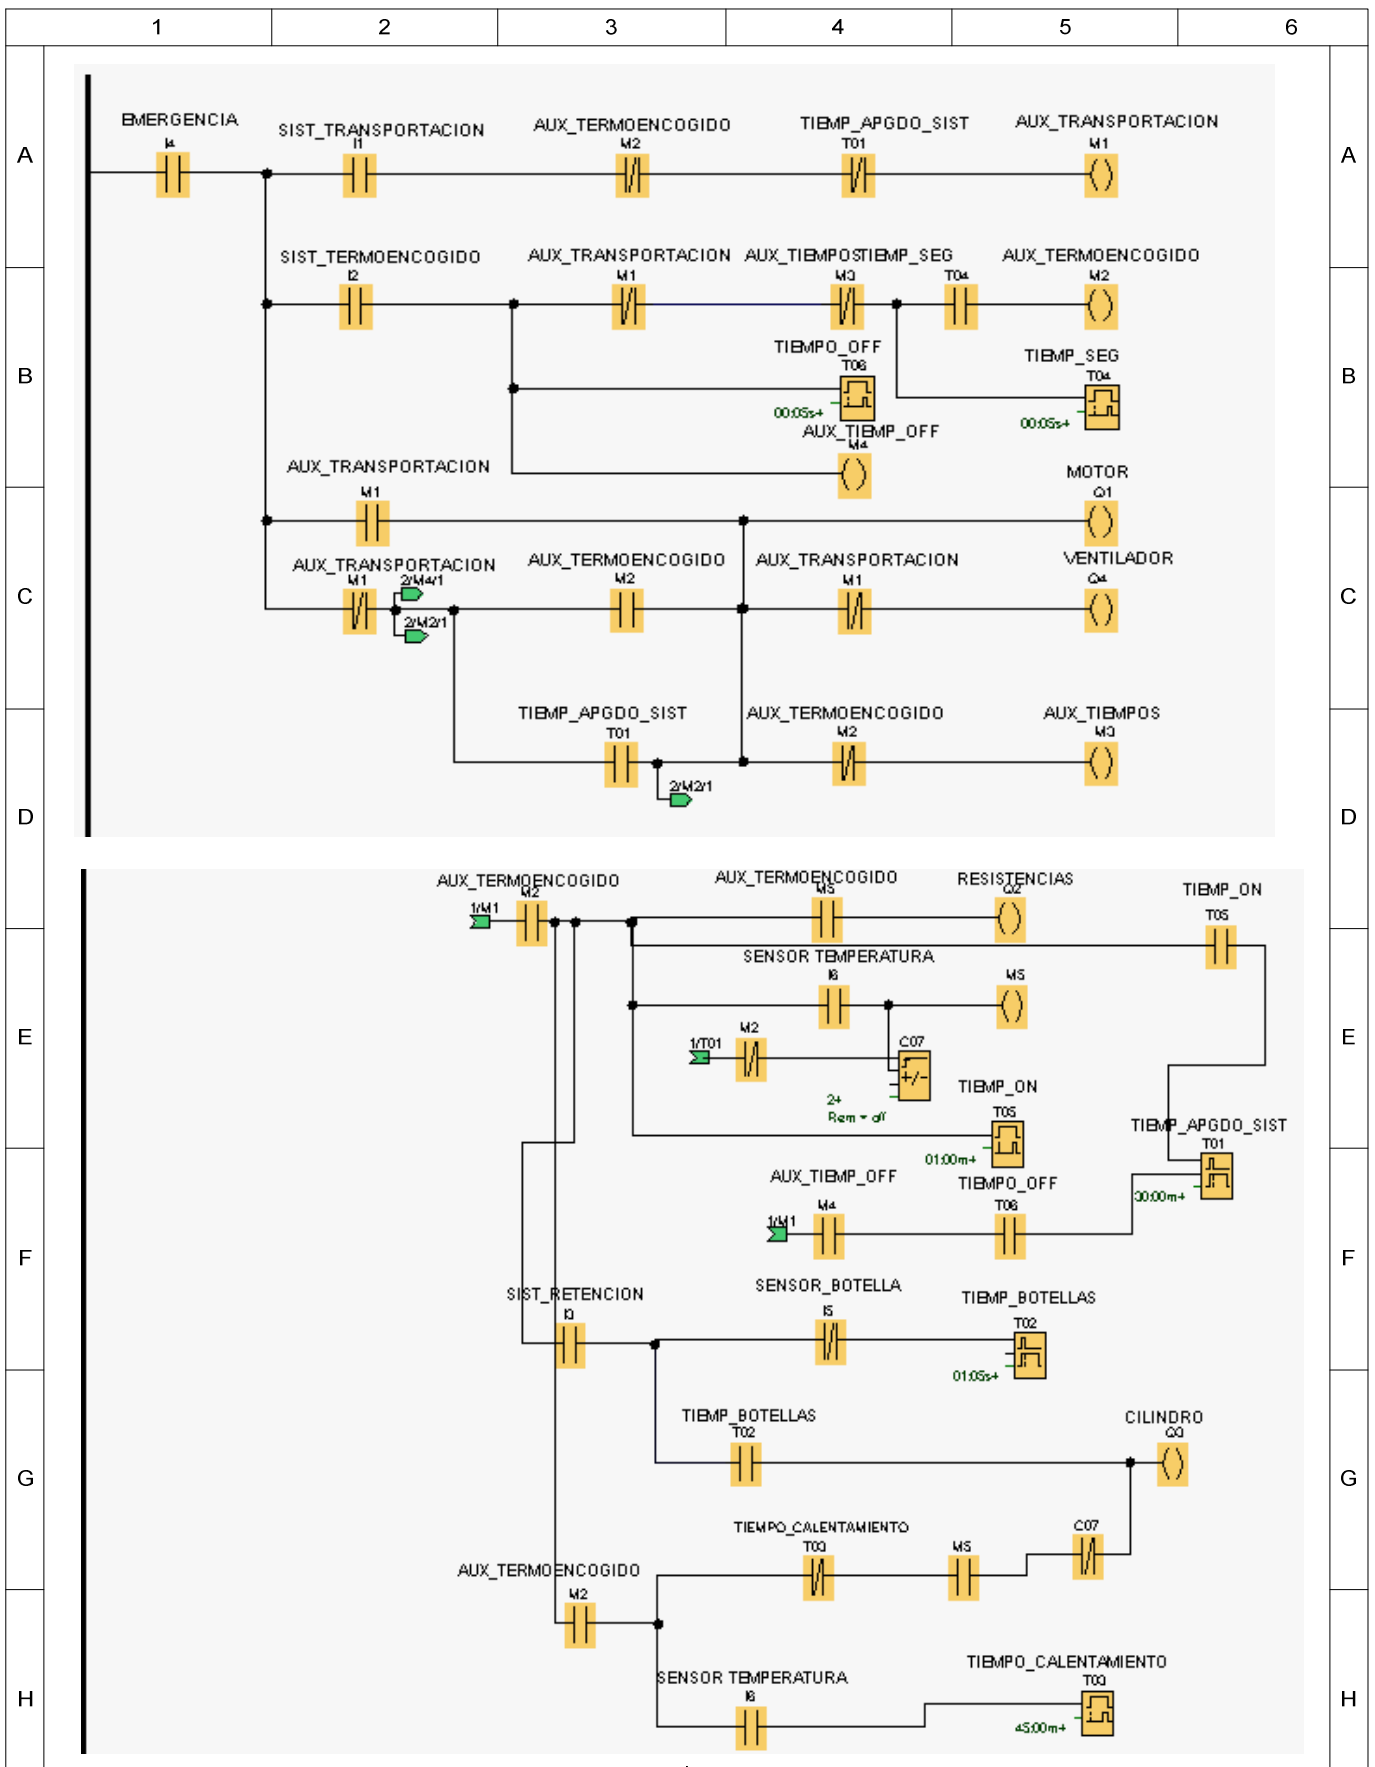 1 2 3 4 5 6
A A
EMERGENCIA SIST_TRANSPORTACION AUX_TERMOENCOGIDO TIEMP_APGDO_SIST AUX_TRANSPORTACION
I4 I1 M2 T01 M1
SIST_TERMOENCOGIDO AUX_TRANSPORTACION AUX_TIEMPOS TIEMP_SEG AUX_TERMOENCOGIDO
I2 M1 M3 T04 M2
B B
TIEMPO_OFF TIEMP_SEG
T06 T04
00:05s+ 00:05s+
AUX_TIEMP_OFF
M4
AUX_TRANSPORTACION MOTOR
M1 Q1
AUX_TRANSPORTACION AUX_TERMOENCOGIDO AUX_TRANSPORTACION VENTILADOR
M1 2/M4/1 M2 M1 Q4
C C
2/M2/1
TIEMP_APGDO_SIST AUX_TERMOENCOGIDO AUX_TIEMPOS
T01 M2 M3
2/M2/1
D D
AUX_TERMOENCOGIDO AUX_TERMOENCOGIDO RESISTENCIAS TIEMP_ON
1/M1 M2 M5 Q2 T05
SENSOR TEMPERATURA
I6 M5
E E
1/T01 M2 C07
2+
Rem = off
TIEMP_ON
T05
01:00m+
TIEMP_APGDO_SIST
T01
30:00m+
AUX_TIEMP_OFF TIEMPO_OFF
1/M1 M4 T06
F F
SIST_RETENCION SENSOR_BOTELLA TIEMP_BOTELLAS
I3 I5 T02
01:05s+
TIEMP_BOTELLAS CILINDRO
T02 Q3
G G
TIEMPO_CALENTAMIENTO C07
T03 M5
AUX_TERMOENCOGIDO
M2
SENSOR TEMPERATURA TIEMPO_CALENTAMIENTO
I6 T03
45:00m+
H H